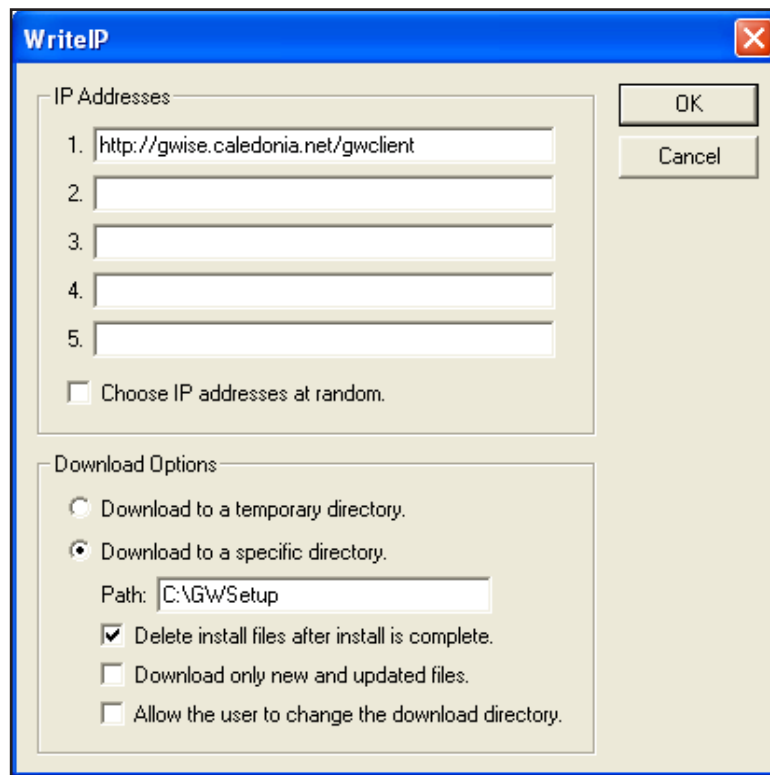 WriteIP
IP Addresses
OK
1. http://gwise.caledonia.net/gwclient
Cancel
2.
3.
4.
5.
Choose IP addresses at random.
Download Options
Download to a temporary directory.
Download to a specific directory.
Path: C:\GWSetup
Delete install files after install is complete.
Download only new and updated files.
Allow the user to change the download directory.